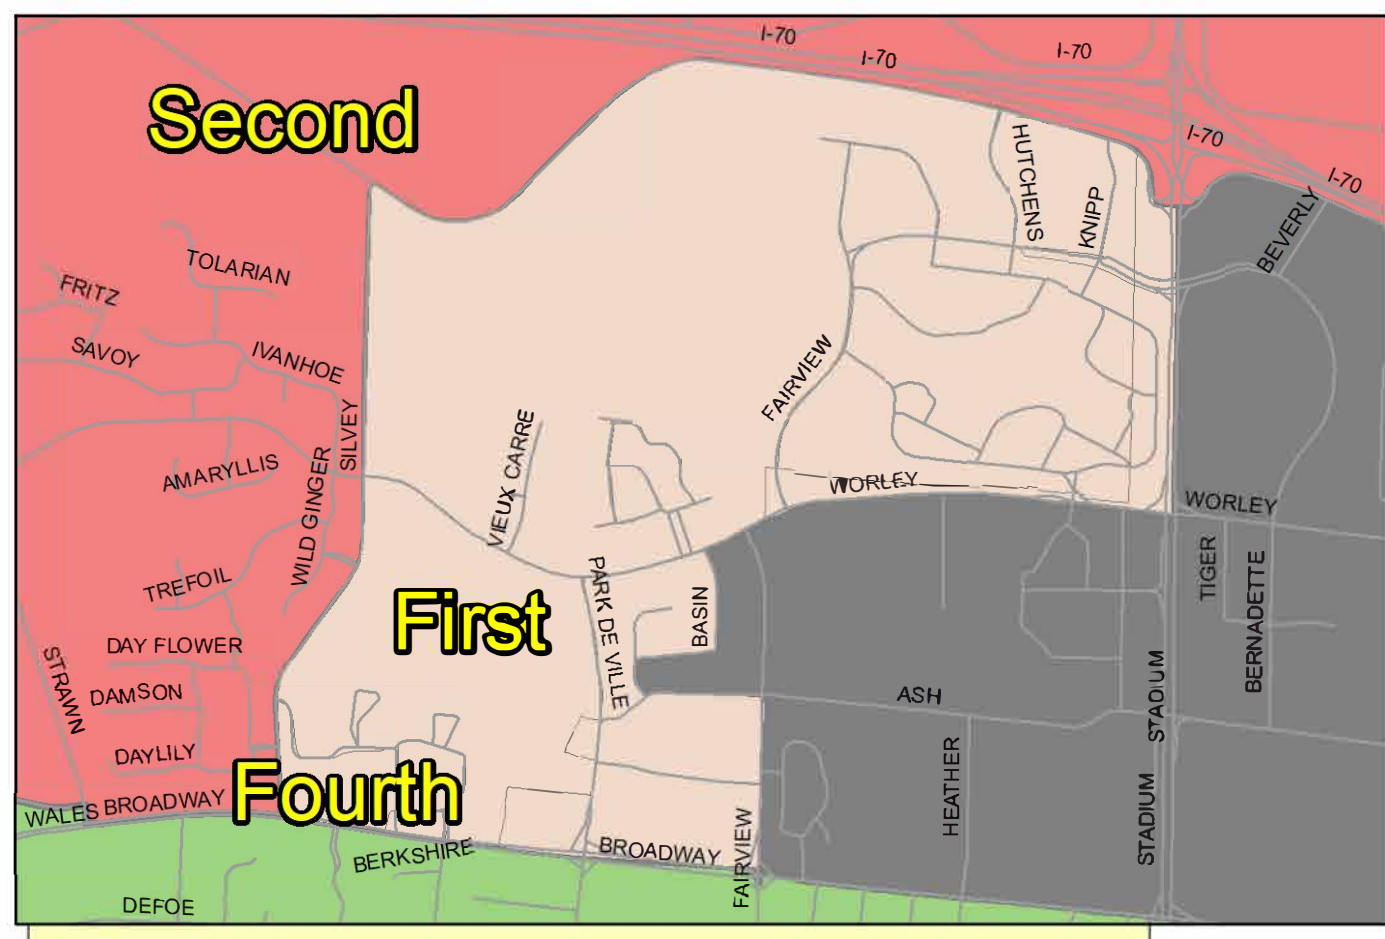 I-70
I-70
I-70
Second
I-70
HUTCHENS
I-70
KNIPP
BEVERLY
TOLARIAN
FRITZ
SAVOY
IVANHOE
FAIRVIEW
SILVEY
VIEUX CARRE
AMARYLLIS
WILD GINGER
WORLEY
WORLEY
TREFOIL
PARK DE VILLE
First
BASIN
TIGER
BERNADETTE
DAY FLOWER
STRAWN
DAMSON
ASH
STADIUM
DAYLILY
Fourth
HEATHER
WALES BROADWAY
STADIUM
BERKSHIRE
BROADWAY
FAIRVIEW
DEFOE